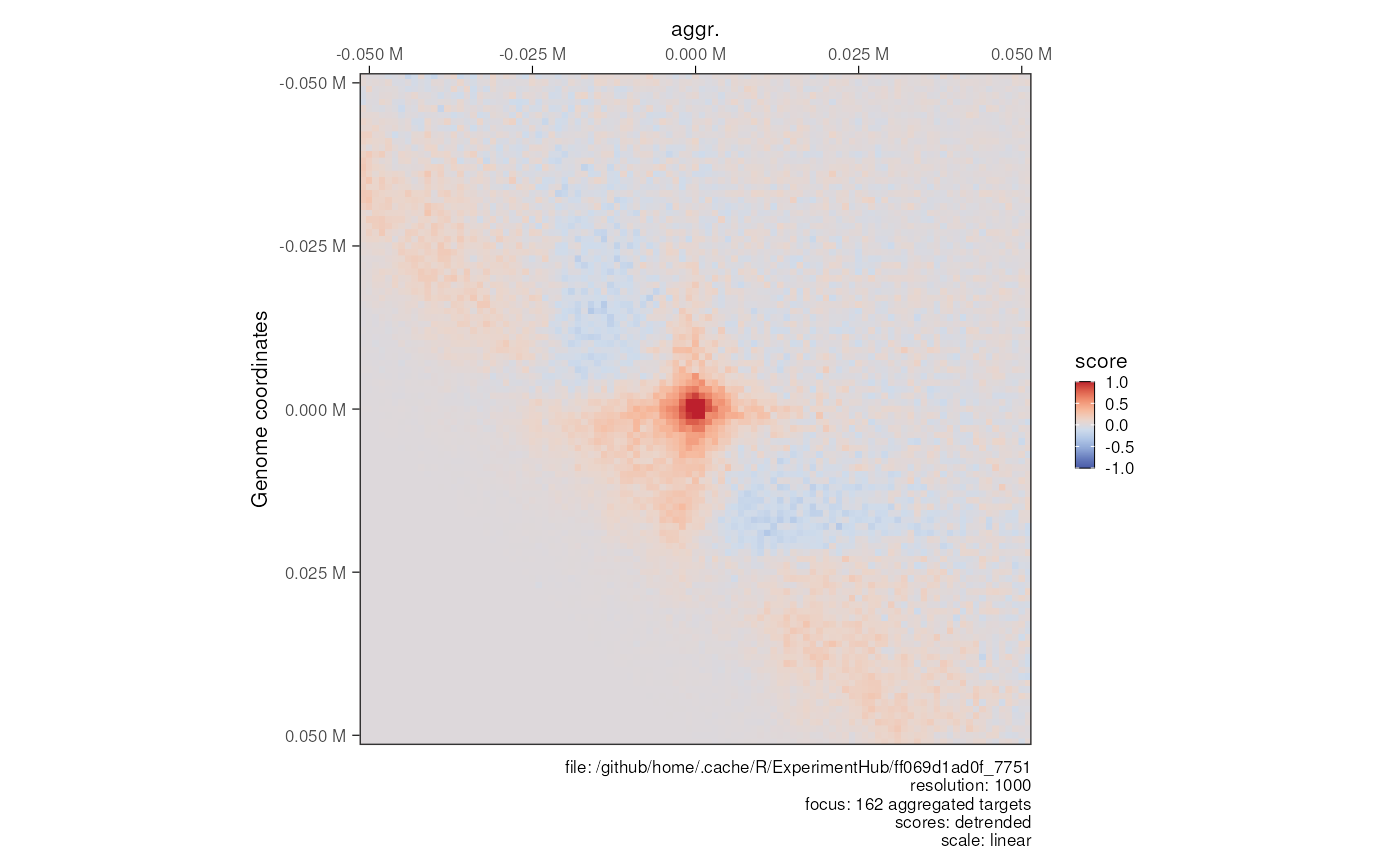 aggr.
-0.050 M -0.025 M 0.000 M 0.025 M 0.050 M
-0.050 M
-0.025 M
0.000 M
0.025 M
0.050 M
Genome coordinates
score
1.0
0.5
0.0
-0.5
-1.0
file: /github/home/.cache/R/ExperimentHub/ff069d1ad0f_7751
resolution: 1000
focus: 162 aggregated targets
scores: detrended
scale: linear